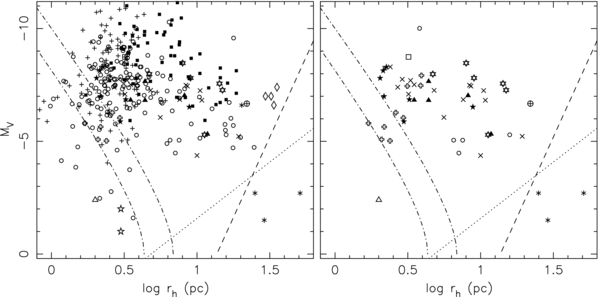 −10
−5
0
M_V
0 0.5 1 1.5
log r_h (pc)
0 0.5 1 1.5
log r_h (pc)